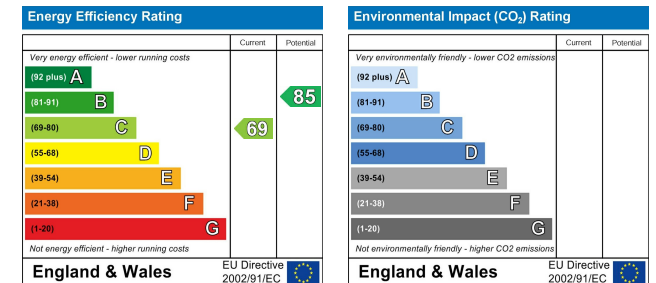 Energy Efficiency Rating
Current Potential
Very energy efficient - lower running costs
(92 plus) A
(81-91) B
85
(69-80) C
69
(55-68) D
(39-54) E
(21-38) F
(1-20) G
Not energy efficient - higher running costs
England & Wales
EU Directive
2002/91/EC
Environmental Impact (CO₂) Rating
Current Potential
Very environmentally friendly - lower CO2 emissions
(92 plus) A
(81-91) B
(69-80) C
(55-68) D
(39-54) E
(21-38) F
(1-20) G
Not environmentally friendly - higher CO2 emissions
England & Wales
EU Directive
2002/91/EC